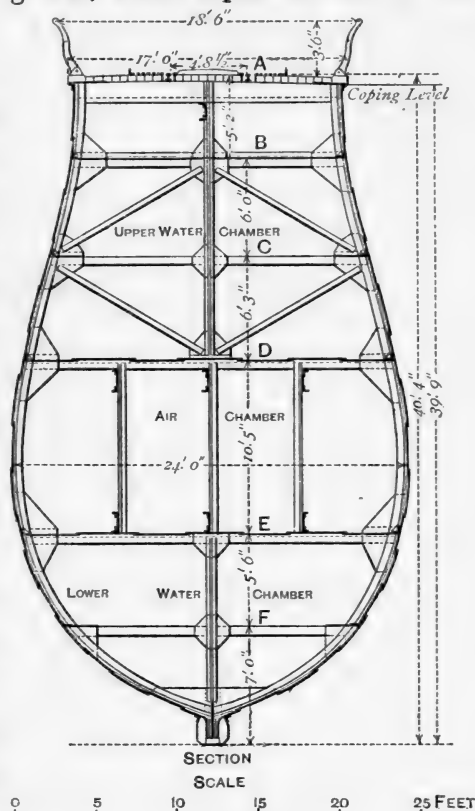 18' 6"
3' 6"
17' 0"
4' 8½"
A
Coping Level
5' 2"
B
6' 0"
UPPER WATER CHAMBER
C
6' 3"
D
AIR CHAMBER
10' 5"
40' 4"
39' 9"
24' 0"
E
5' 6"
LOWER WATER CHAMBER
F
7' 0"
SECTION
SCALE
0 5 10 15 20 25 FEET